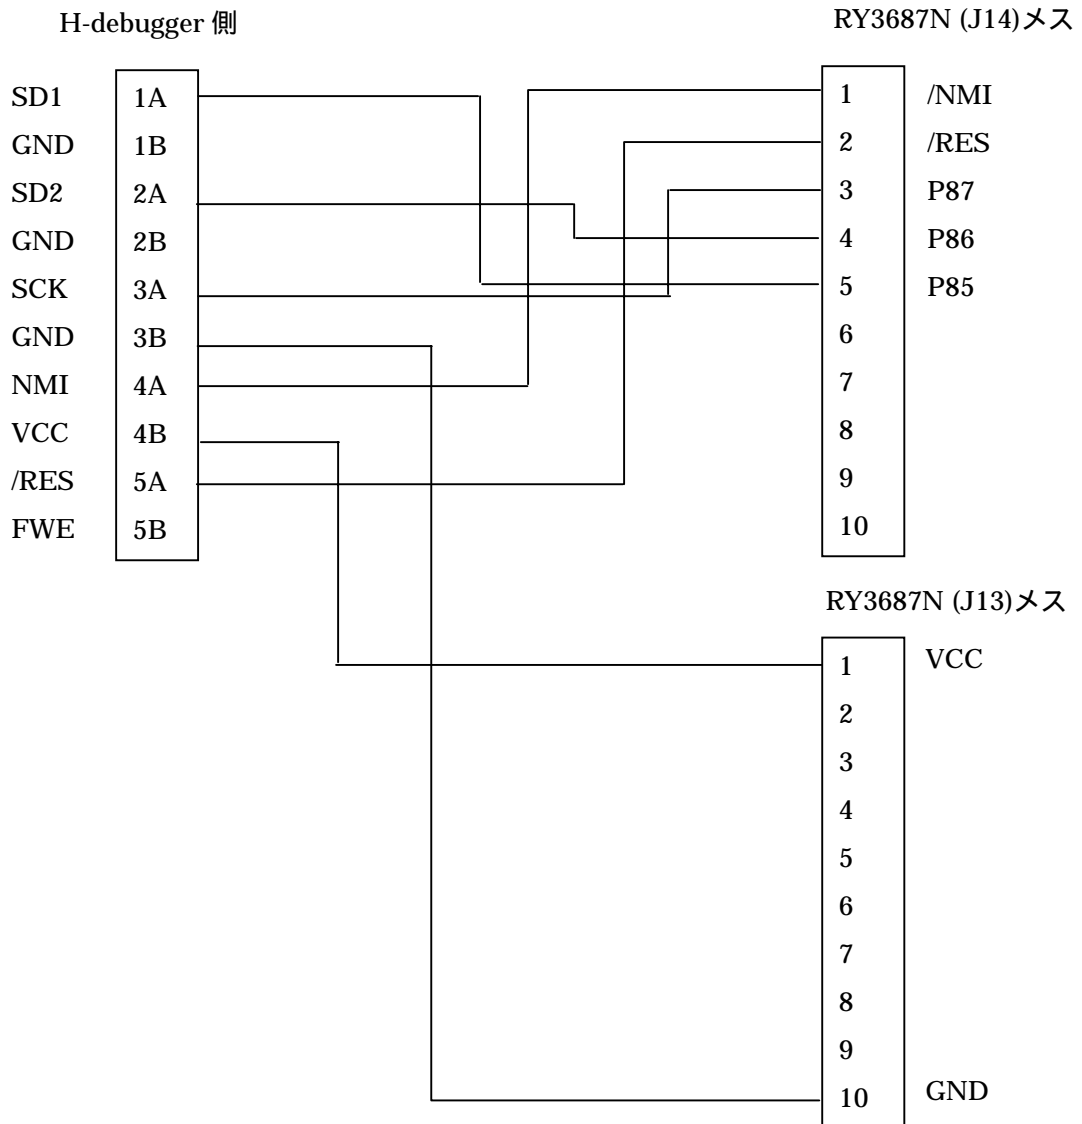 H-debugger 側
RY3687N (J14)メス
SD1 1A
GND 1B
SD2 2A
GND 2B
SCK 3A
GND 3B
NMI 4A
VCC 4B
/RES 5A
FWE 5B
1 /NMI
2 /RES
3 P87
4 P86
5 P85
6
7
8
9
10
RY3687N (J13)メス
1 VCC
2
3
4
5
6
7
8
9
10 GND